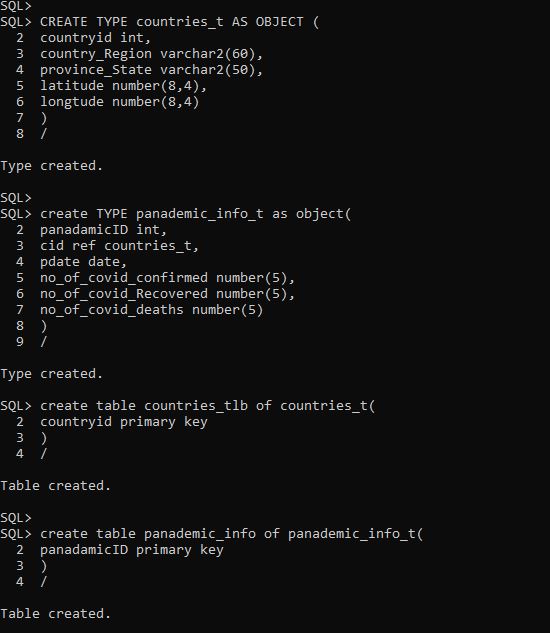 SQL>
SQL> CREATE TYPE countries_t AS OBJECT (
2 countryid int,
3 country_Region varchar2(60),
4 province_State varchar2(50),
5 latitude number(8,4),
6 longtude number(8,4)
7 )
8 /
Type created.
SQL>
SQL> create TYPE panademic_info_t as object(
2 panadamicID int,
3 cid ref countries_t,
4 pdate date,
5 no_of_covid_confirmed number(5),
6 no_of_covid_Recovered number(5),
7 no_of_covid_deaths number(5)
8 )
9 /
Type created.
SQL> create table countries_tlb of countries_t(
2 countryid primary key
3 )
4 /
Table created.
SQL>
SQL> create table panademic_info of panademic_info_t(
2 panadamicID primary key
3 )
4 /
Table created.